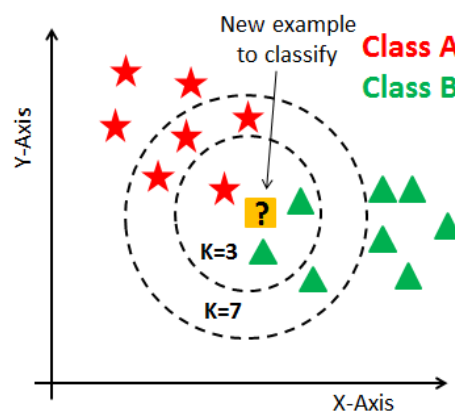 New example
to classify
Class A
Class B
Y-Axis
?
K=3
K=7
X-Axis